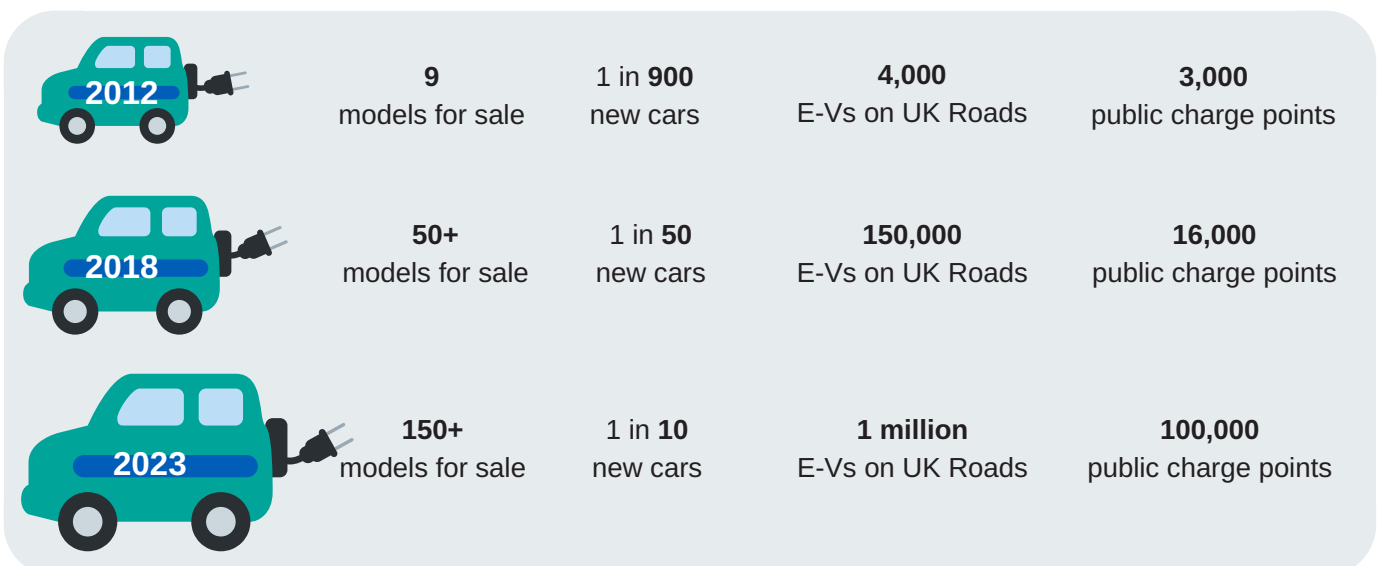 2012
9
models for sale
1 in 900
new cars
4,000
E-Vs on UK Roads
3,000
public charge points
2018
50+
models for sale
1 in 50
new cars
150,000
E-Vs on UK Roads
16,000
public charge points
2023
150+
models for sale
1 in 10
new cars
1 million
E-Vs on UK Roads
100,000
public charge points